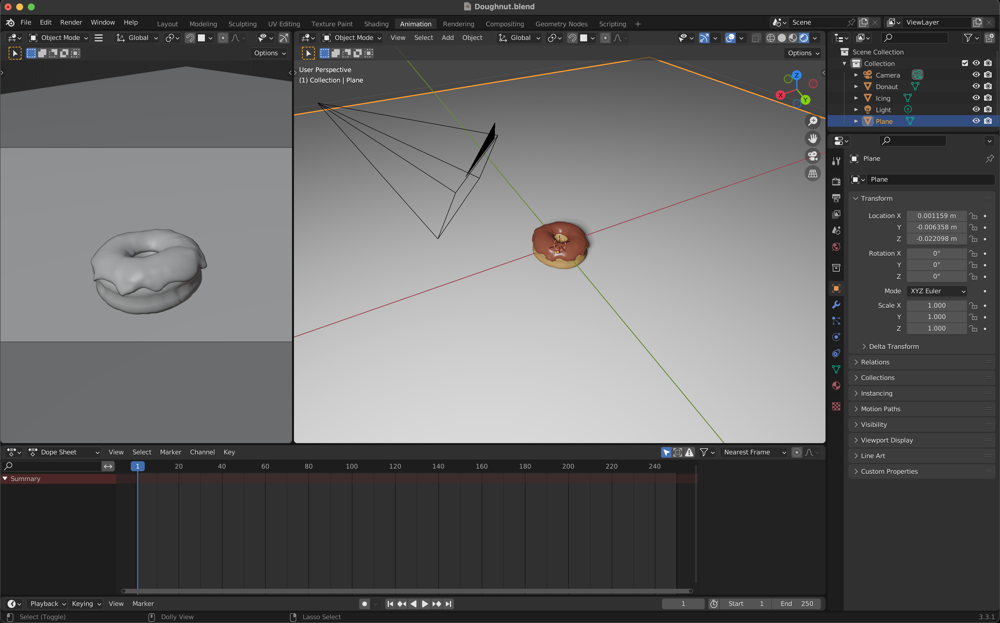 Doughnut.blend
File Edit Render Window Help Layout Modeling Sculpting UV Editing Texture Paint Shading Animation Rendering Compositing Geometry Nodes Scripting + Scene ViewLayer
Object Mode Global
Object Mode View Select Add Object Global
Options
Options
User Perspective
(1) Collection | Plane
Z
X
Y
Scene Collection
Collection
Camera
Donaut
Icing
Light
Plane
Plane
Plane
Transform
Location X 0.001159 m
Y -0.006358 m
Z -0.022098 m
Rotation X 0°
Y 0°
Z 0°
Mode XYZ Euler
Scale X 1.000
Y 1.000
Z 1.000
Delta Transform
Relations
Collections
Instancing
Motion Paths
Visibility
Viewport Display
Line Art
Custom Properties
Dope Sheet View Select Marker Channel Key Nearest Frame
1 20 40 60 80 100 120 140 160 180 200 220 240
Summary
Playback Keying View Marker 1 Start 1 End 250
Select (Toggle) Dolly View Lasso Select 3.3.1